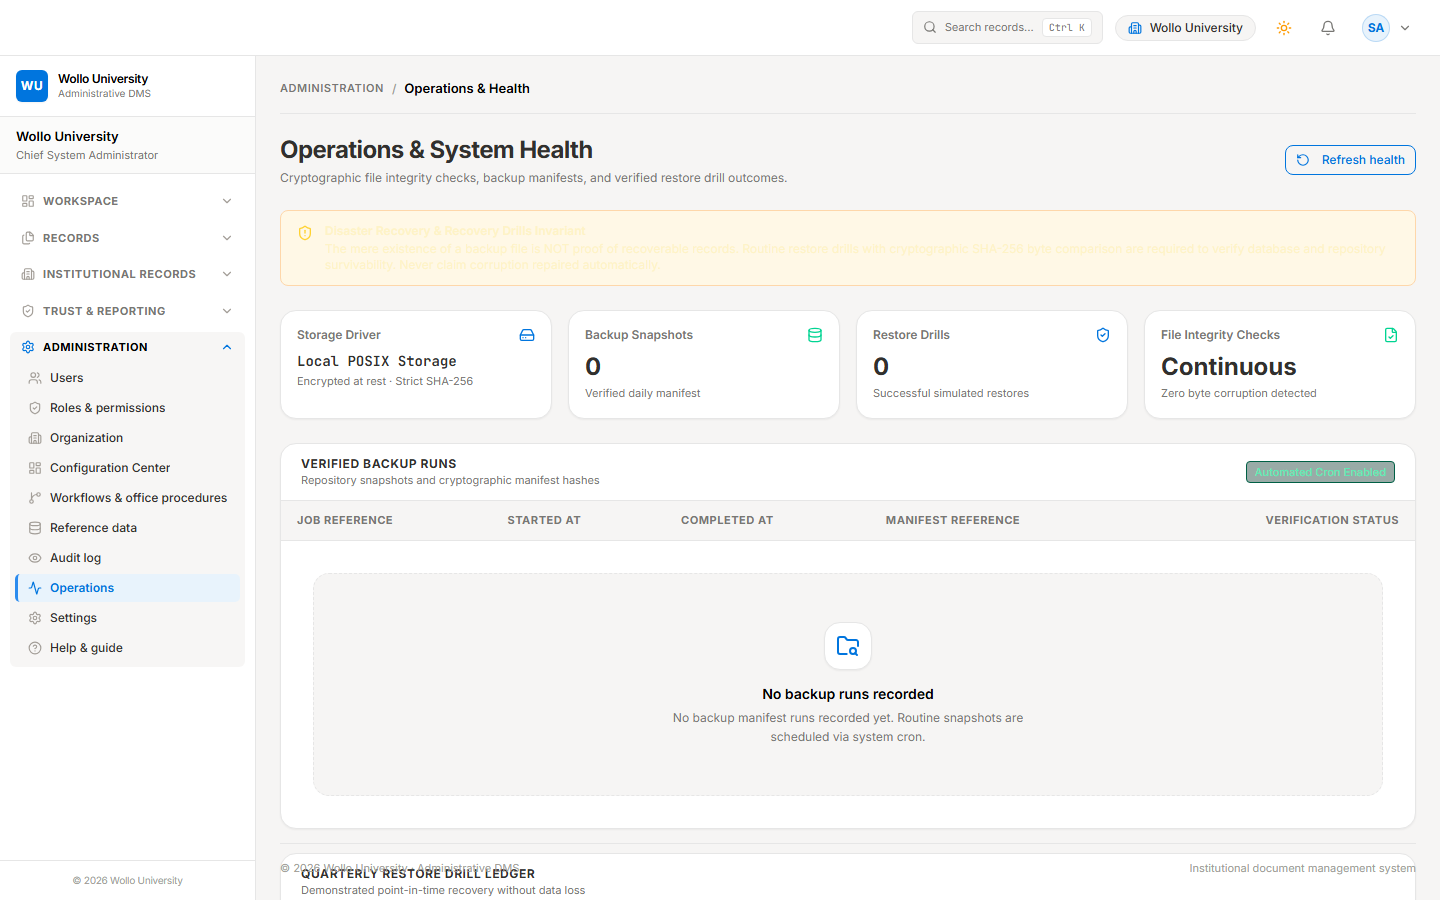 Search records...
Ctrl K
Wollo University
SA
WU
Wollo University
Administrative DMS
Wollo University
Chief System Administrator
WORKSPACE
RECORDS
INSTITUTIONAL RECORDS
TRUST & REPORTING
ADMINISTRATION
Users
Roles & permissions
Organization
Configuration Center
Workflows & office procedures
Reference data
Audit log
Operations
Settings
Help & guide
© 2026 Wollo University
ADMINISTRATION / Operations & Health
Operations & System Health
Cryptographic file integrity checks, backup manifests, and verified restore drill outcomes.
Refresh health
Disaster Recovery & Recovery Drills Invariant
The mere existence of a backup file is NOT proof of recoverable records. Routine restore drills with cryptographic SHA-256 byte comparison are required to verify database and repository
survivability. Never claim corruption repaired automatically.
Storage Driver
Local POSIX Storage
Encrypted at rest · Strict SHA-256
Backup Snapshots
0
Verified daily manifest
Restore Drills
0
Successful simulated restores
File Integrity Checks
Continuous
Zero byte corruption detected
VERIFIED BACKUP RUNS
Repository snapshots and cryptographic manifest hashes
Automated Cron Enabled
JOB REFERENCE STARTED AT COMPLETED AT MANIFEST REFERENCE VERIFICATION STATUS
No backup runs recorded
No backup manifest runs recorded yet. Routine snapshots are
scheduled via system cron.
© 2026 Wollo University · Administrative DMS
Institutional document management system
QUARTERLY RESTORE DRILL LEDGER
Demonstrated point-in-time recovery without data loss